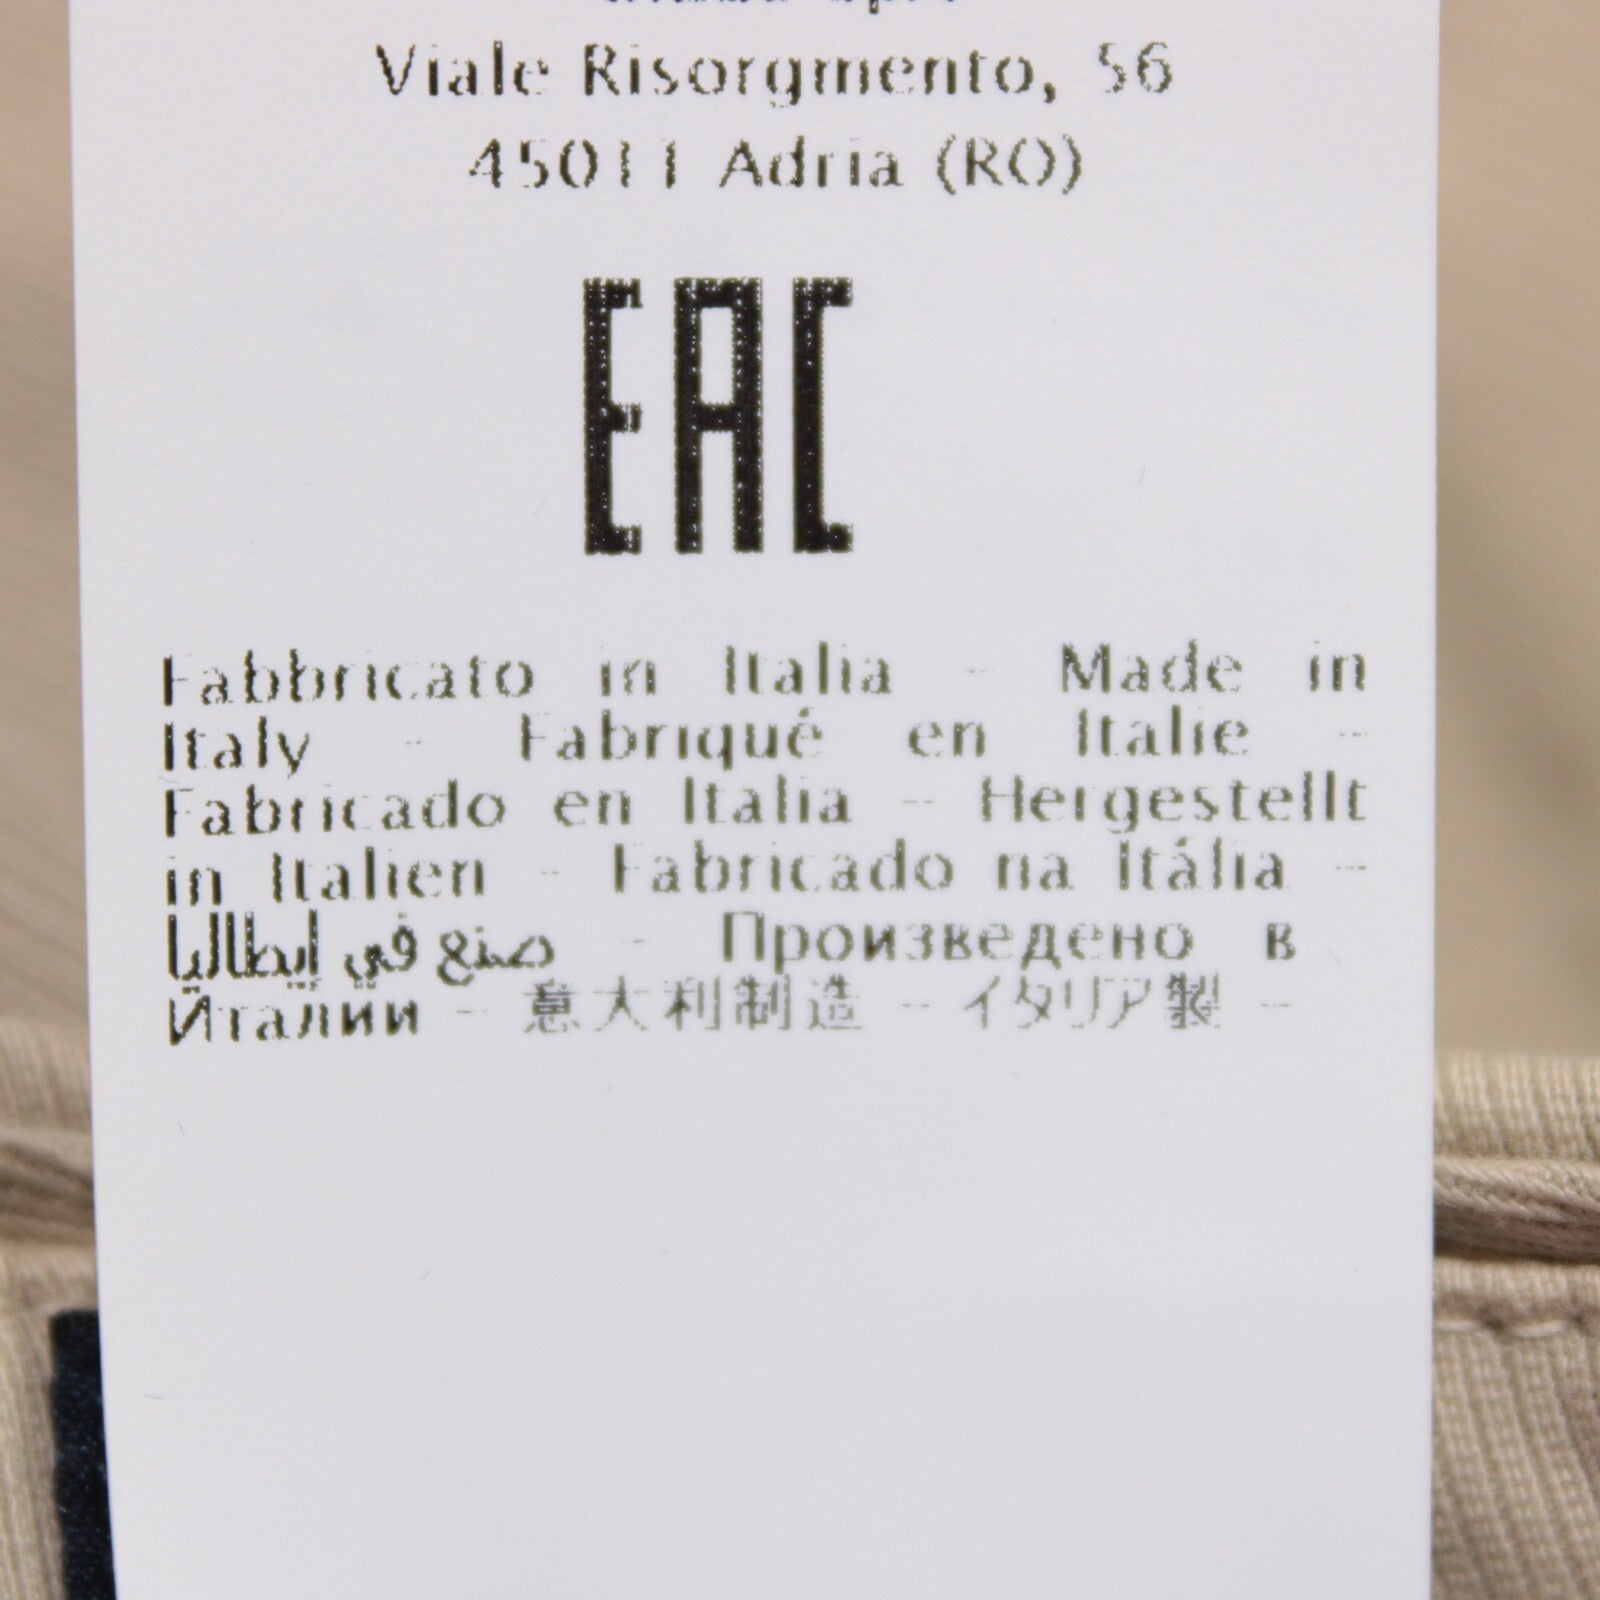 Viale Risorgmento, 56
45011 Adria (RO)
EAC
Fabbricato in Italia - Made in
Italy - Fabriqué en Italie -
Fabricado en Italia - Hergestellt
in Italien - Fabricado na Itália -
صنع في إيطاليا - Произведено в
Италии - 意大利制造 - イタリア製 -